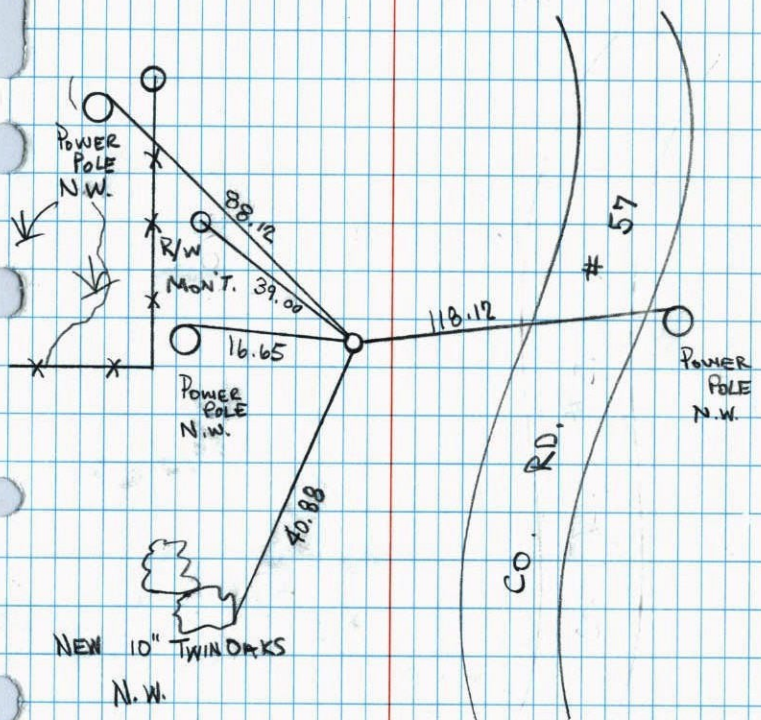 POWER
POLE
N.W.
88.12
R/W
MON'T.
39.00
16.65
POWER
POLE
N.W.
118.12
# 57
POWER
POLE
N.W.
CO. RD.
40.88
NEW 10" TWIN OAKS
N.W.